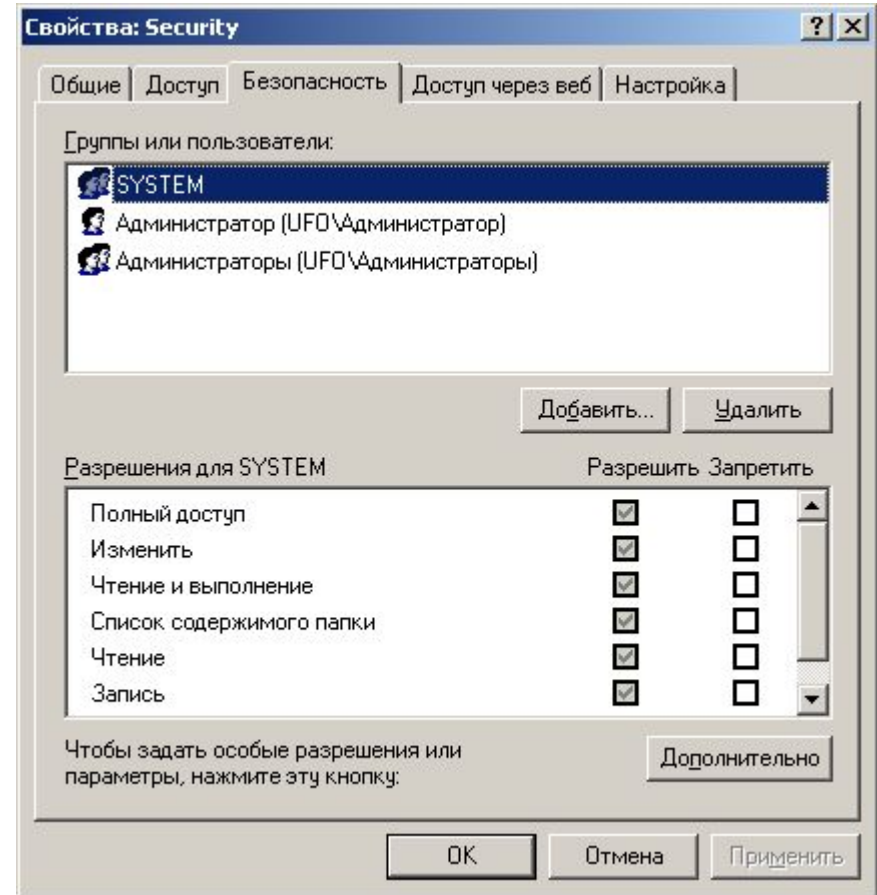 Свойства: Security
Общие Доступ Безопасность Доступ через веб Настройка
Группы или пользователи:
SYSTEM
Администратор (UFO\Администратор)
Администраторы (UFO\Администраторы)
Добавить... Удалить
Разрешения для SYSTEM Разрешить Запретить
Полный доступ
Изменить
Чтение и выполнение
Список содержимого папки
Чтение
Запись
Чтобы задать особые разрешения или
параметры, нажмите эту кнопку:
Дополнительно
OK Отмена Применить